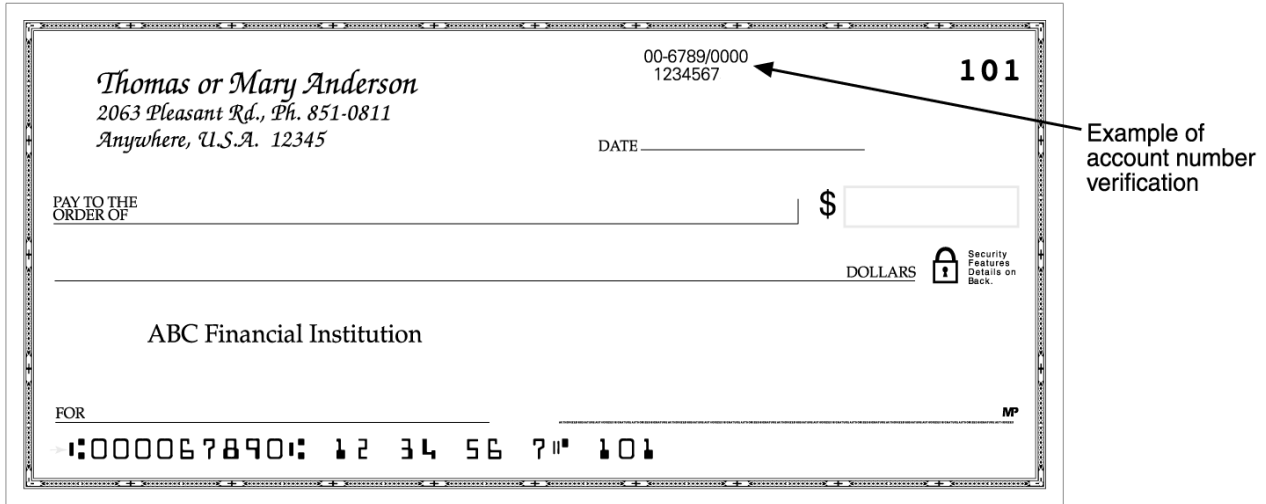 00-6789/0000
1234567
101
Thomas or Mary Anderson
2063 Pleasant Rd., Ph. 851-0811
Anywhere, U.S.A. 12345
DATE
Example of
account number
verification
PAY TO THE
ORDER OF
$
DOLLARS
Security
Features
Details on
Back.
ABC Financial Institution
FOR
MP
⑆000067890⑆ 12 34 56 7⑈ 101